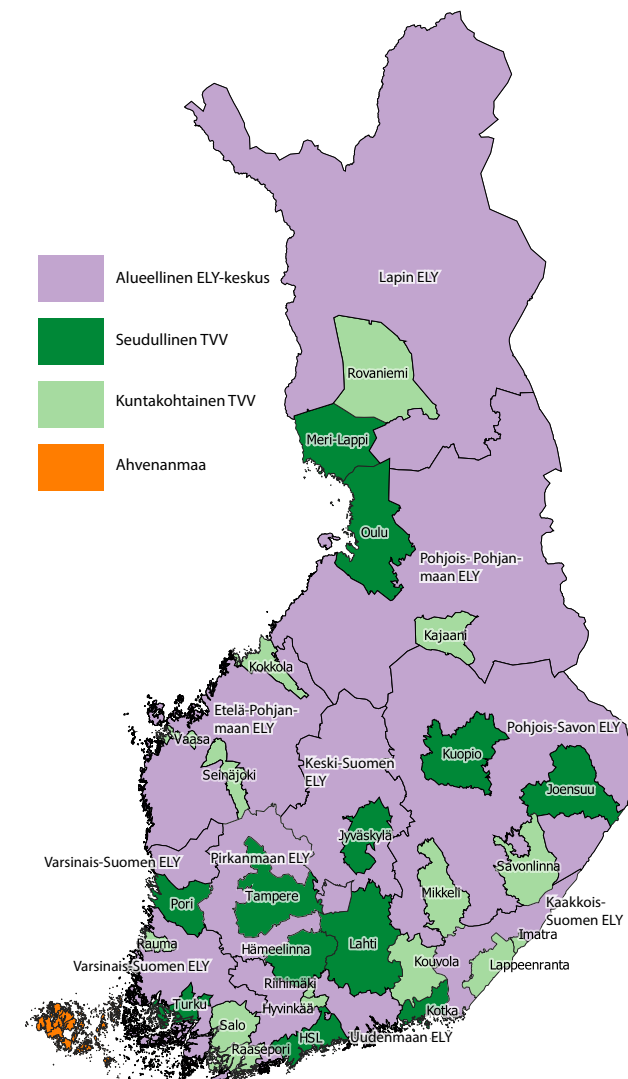 Alueellinen ELY-keskus
Seudullinen TVV
Kuntakohtainen TVV
Ahvenanmaa
Lapin ELY
Rovaniemi
Meri-Lappi
Oulu
Pohjois- Pohjan-
maan ELY
Kajaani
Kokkola
Etelä-Pohjan-
maan ELY
Vaasa
Seinäjoki
Keski-Suomen
ELY
Kuopio
Pohjois-Savon ELY
Joensuu
Jyväskylä
Varsinais-Suomen ELY
Pirkanmaan ELY
Pori
Tampere
Mikkeli
Savonlinna
Kaakkois-
Suomen ELY
Rauma
Hämeelinna
Lahti
Imatra
Kouvola
Lappeenranta
Varsinais-Suomen ELY
Riihimäki
Turku
Hyvinkää
Kotka
Salo
HSL
Uudenmaan ELY
Raasepori